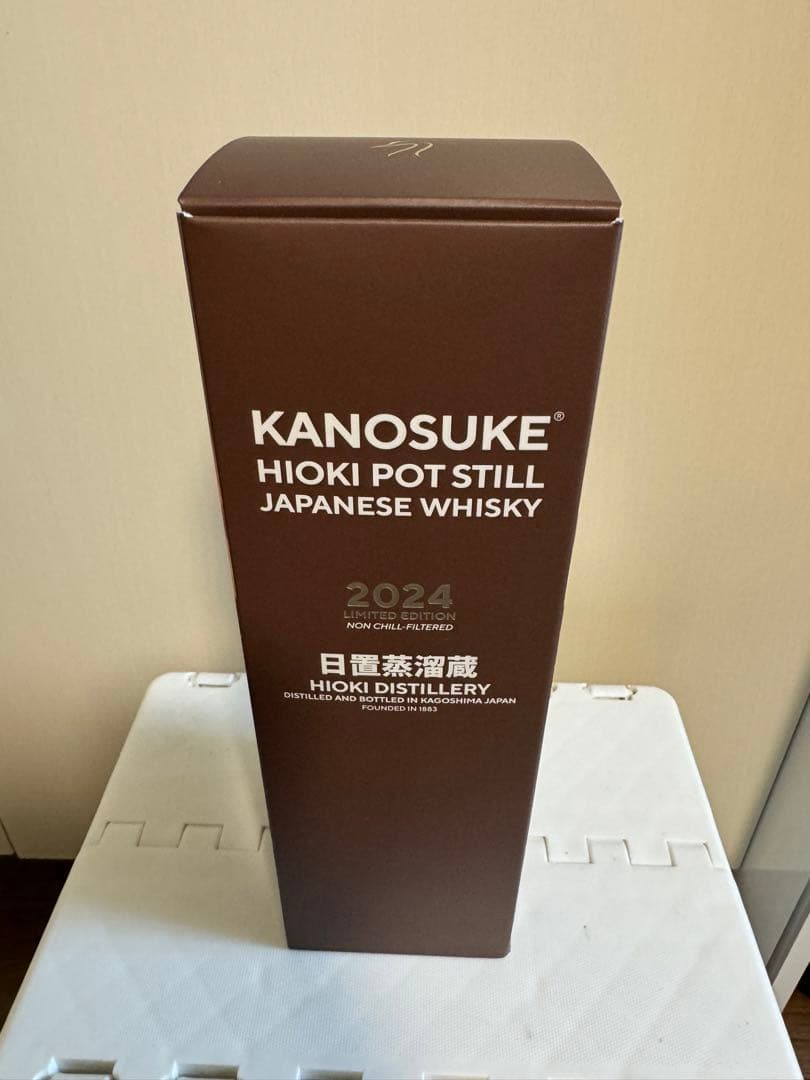 KANOSUKE®
HIOKI POT STILL
JAPANESE WHISKY
2024
LIMITED EDITION
NON CHILL-FILTERED
日置蒸溜蔵
HIOKI DISTILLERY
DISTILLED AND BOTTLED IN KAGOSHIMA JAPAN
FOUNDED IN 1883